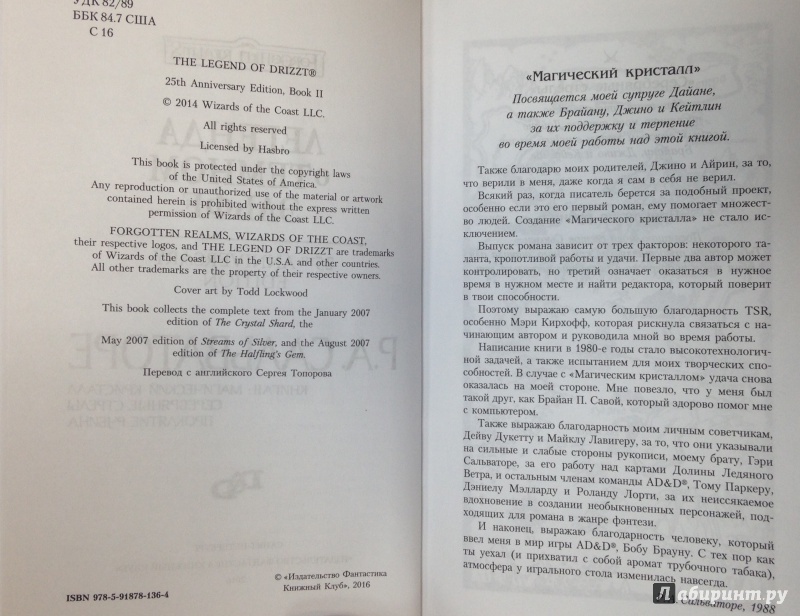 УДК 82/89
ББК 84.7 США
С 16
THE LEGEND OF DRIZZT®
25th Anniversary Edition, Book II
© 2014 Wizards of the Coast LLC.
All rights reserved
Licensed by Hasbro
This book is protected under the copyright laws
of the United States of America.
Any reproduction or unauthorized use of the material or artwork
contained herein is prohibited without the express written
permission of Wizards of the Coast LLC.
FORGOTTEN REALMS, WIZARDS OF THE COAST,
their respective logos, and THE LEGEND OF DRIZZT are trademarks
of Wizards of the Coast LLC in the U.S.A. and other countries.
All other trademarks are the property of their respective owners.
Cover art by Todd Lockwood
This book collects the complete text from the January 2007
edition of The Crystal Shard, the
May 2007 edition of Streams of Silver, and the August 2007
edition of The Halfling's Gem.
Перевод с английского Сергея Топорова
ISBN 978-5-91878-136-4
© «Издательство Фантастика
Книжный Клуб», 2016
«Магический кристалл»
Посвящается моей супруге Дайане,
а также Брайану, Джино и Кейтлин
за их поддержку и терпение
во время моей работы над этой книгой.
Также благодарю моих родителей, Джино и Айрин, за то,
что верили в меня, даже когда я сам в себя не верил.
Всякий раз, когда писатель берется за подобный проект,
особенно если это его первый роман, ему помогает множест-
во людей. Создание «Магического кристалла» не стало ис-
ключением.
Выпуск романа зависит от трех факторов: некоторого та-
ланта, кропотливой работы и удачи. Первые два автор может
контролировать, но третий означает оказаться в нужное
время в нужном месте и найти редактора, который поверит
в твои способности.
Поэтому выражаю самую большую благодарность TSR,
особенно Мэри Кирхофф, которая рискнула связаться с на-
чинающим автором и руководила мной во время работы.
Написание книги в 1980-е годы стало высокотехнологич-
ной задачей, а также испытанием для моих творческих спо-
собностей. В случае с «Магическим кристаллом» удача снова
оказалась на моей стороне. Мне повезло, что у меня был
такой друг, как Брайан П. Савой, который здорово помог мне
с компьютером.
Также выражаю благодарность моим личным советчикам,
Дейву Дукетту и Майклу Лавигеру, за то, что они указывали
на сильные и слабые стороны рукописи, моему брату, Гэри
Сальваторе, за его работу над картами Долины Ледяного
Ветра, и остальным членам команды AD&D®, Тому Паркеру,
Дэниелу Мэлларду и Роланду Лорти, за их неиссякаемое
вдохновение в создании необыкновенных персонажей, под-
ходящих для романа в жанре фэнтези.
И наконец, выражаю благодарность человеку, который
ввел меня в мир игры AD&D®, Бобу Брауну. С тех пор как
ты уехал (и прихватил с собой аромат трубочного табака),
атмосфера у игрального стола изменилась навсегда.
Сальваторе, 1988
лабиринт.ру